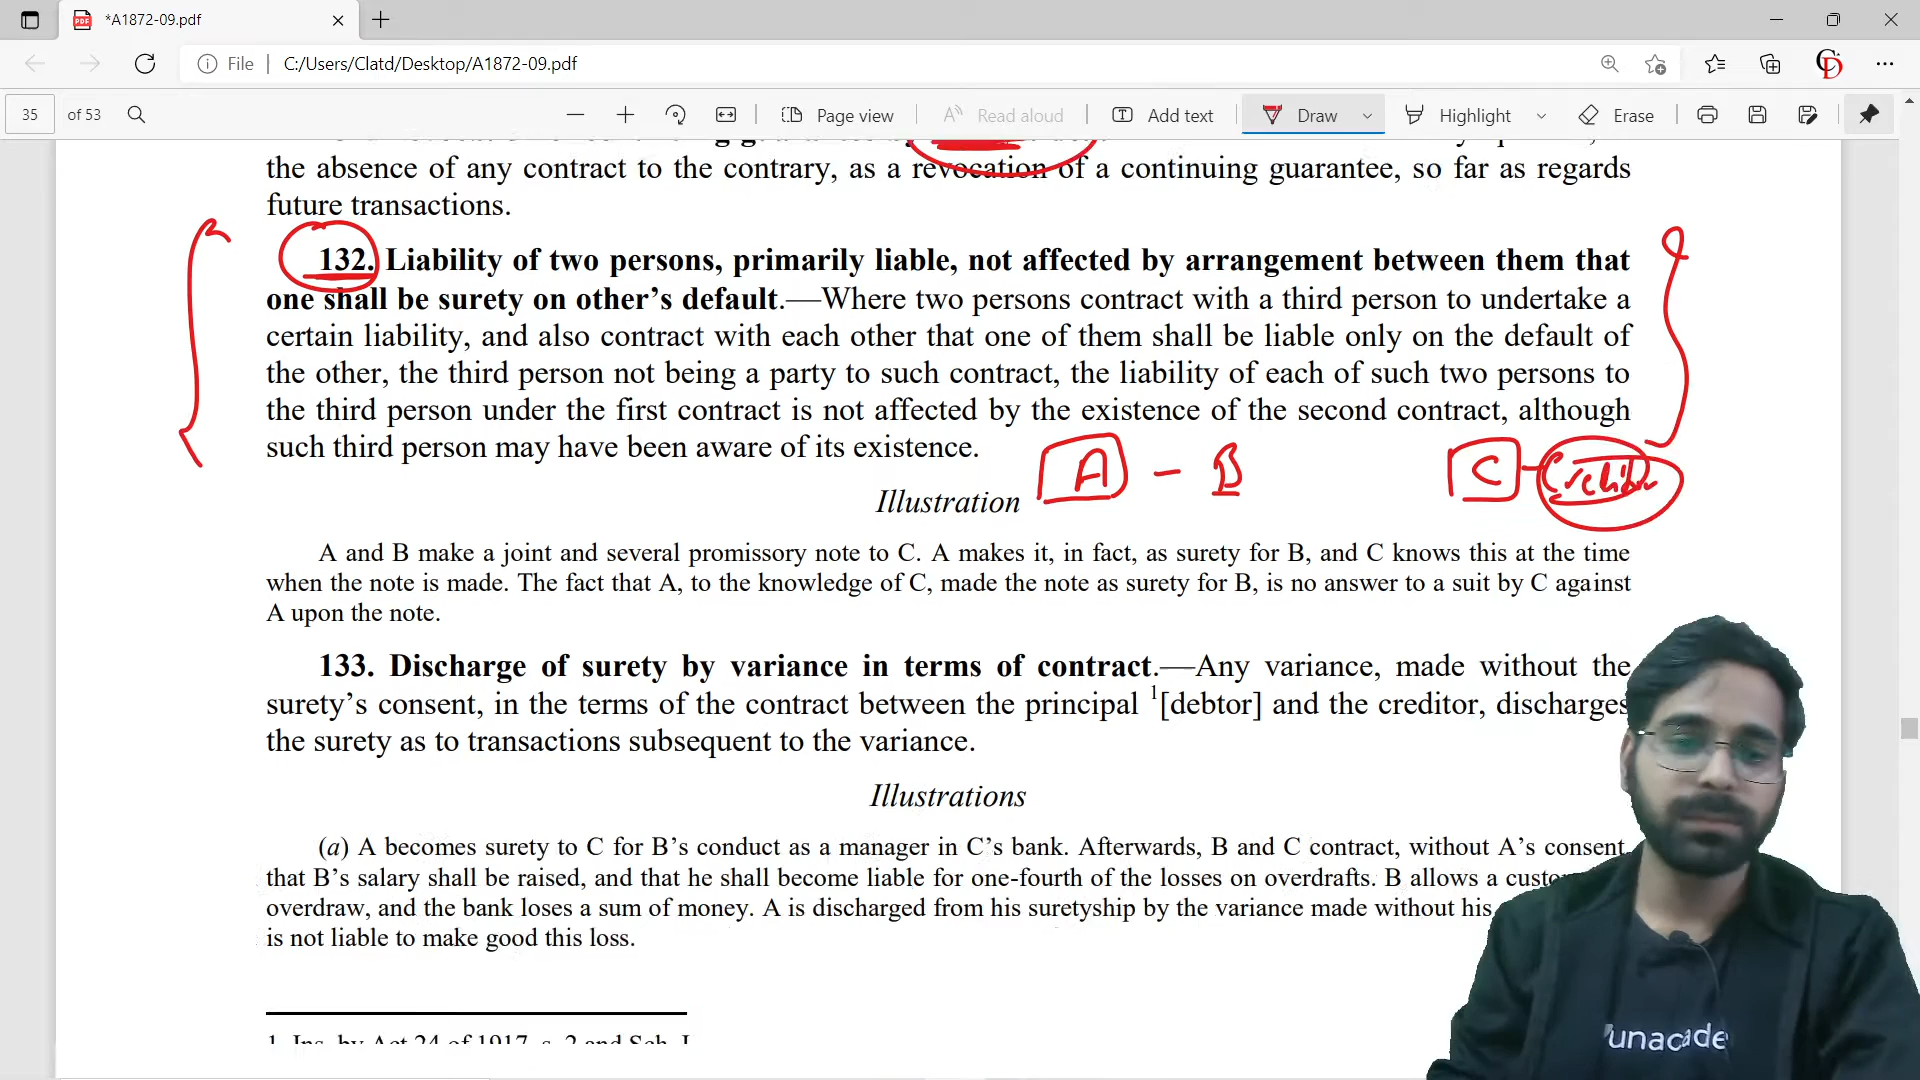 *A1872-09.pdf
File
C:/Users/Clatd/Desktop/A1872-09.pdf
35 of 53
Page view
Read aloud
Add text
Draw
Highlight
Erase
the absence of any contract to the contrary, as a revocation of a continuing guarantee, so far as regards
future transactions.
132. Liability of two persons, primarily liable, not affected by arrangement between them that
one shall be surety on other’s default.—Where two persons contract with a third person to undertake a
certain liability, and also contract with each other that one of them shall be liable only on the default of
the other, the third person not being a party to such contract, the liability of each of such two persons to
the third person under the first contract is not affected by the existence of the second contract, although
such third person may have been aware of its existence.
A - B C - Creditor
Illustration
A and B make a joint and several promissory note to C. A makes it, in fact, as surety for B, and C knows this at the time
when the note is made. The fact that A, to the knowledge of C, made the note as surety for B, is no answer to a suit by C against
A upon the note.
133. Discharge of surety by variance in terms of contract.—Any variance, made without the
surety’s consent, in the terms of the contract between the principal 1[debtor] and the creditor, discharges
the surety as to transactions subsequent to the variance.
Illustrations
(a) A becomes surety to C for B’s conduct as a manager in C’s bank. Afterwards, B and C contract, without A’s consent
that B’s salary shall be raised, and that he shall become liable for one-fourth of the losses on overdrafts. B allows a
overdraw, and the bank loses a sum of money. A is discharged from his suretyship by the variance made without his
is not liable to make good this loss.
1. Ins. by Act 24 of 1917, s. 2 and Sch. I
unacade